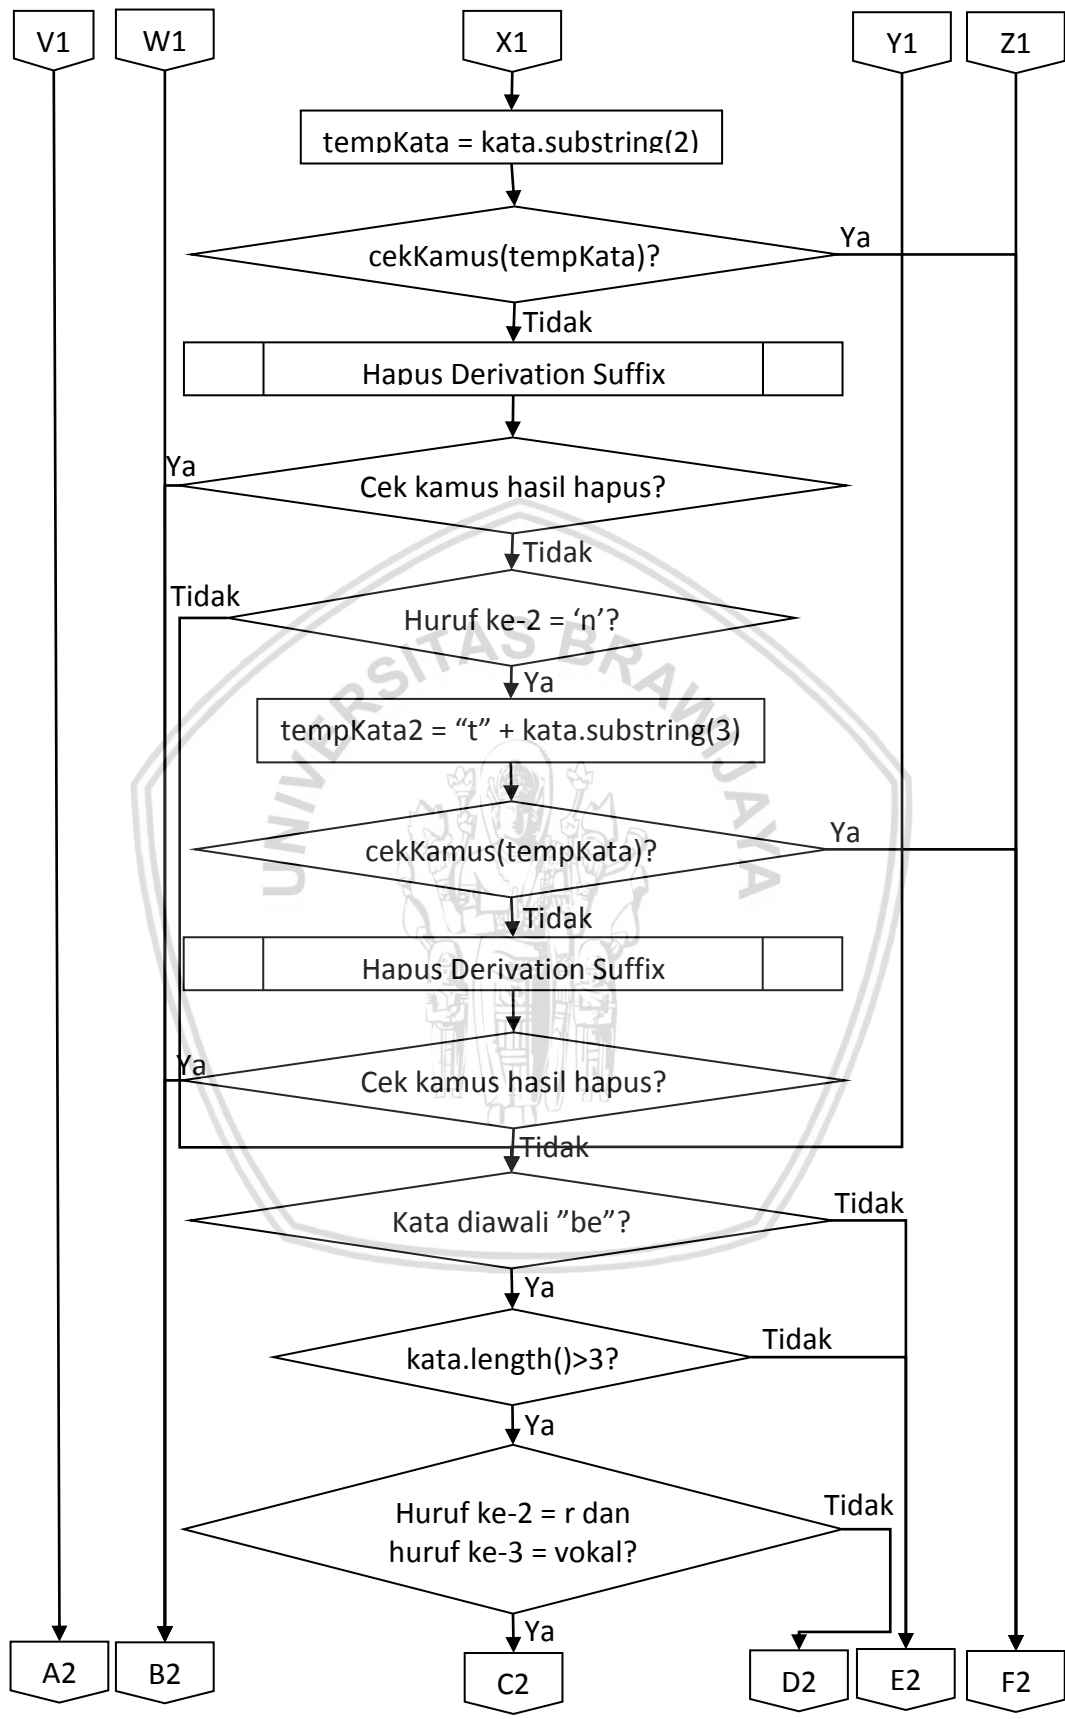 V1
W1
X1
Y1
Z1
tempKata = kata.substring(2)
cekKamus(tempKata)?
Ya
Tidak
Hapus Derivation Suffix
Ya
Cek kamus hasil hapus?
Tidak
Tidak
Huruf ke-2 = ‘n’?
Ya
tempKata2 = “t” + kata.substring(3)
cekKamus(tempKata)?
Ya
Tidak
Hapus Derivation Suffix
Ya
Cek kamus hasil hapus?
Tidak
Kata diawali ”be”?
Tidak
Ya
kata.length()>3?
Tidak
Ya
Huruf ke-2 = r dan
huruf ke-3 = vokal?
Tidak
Ya
A2
B2
C2
D2
E2
F2
UNIVERSITAS BRAWIJAYA